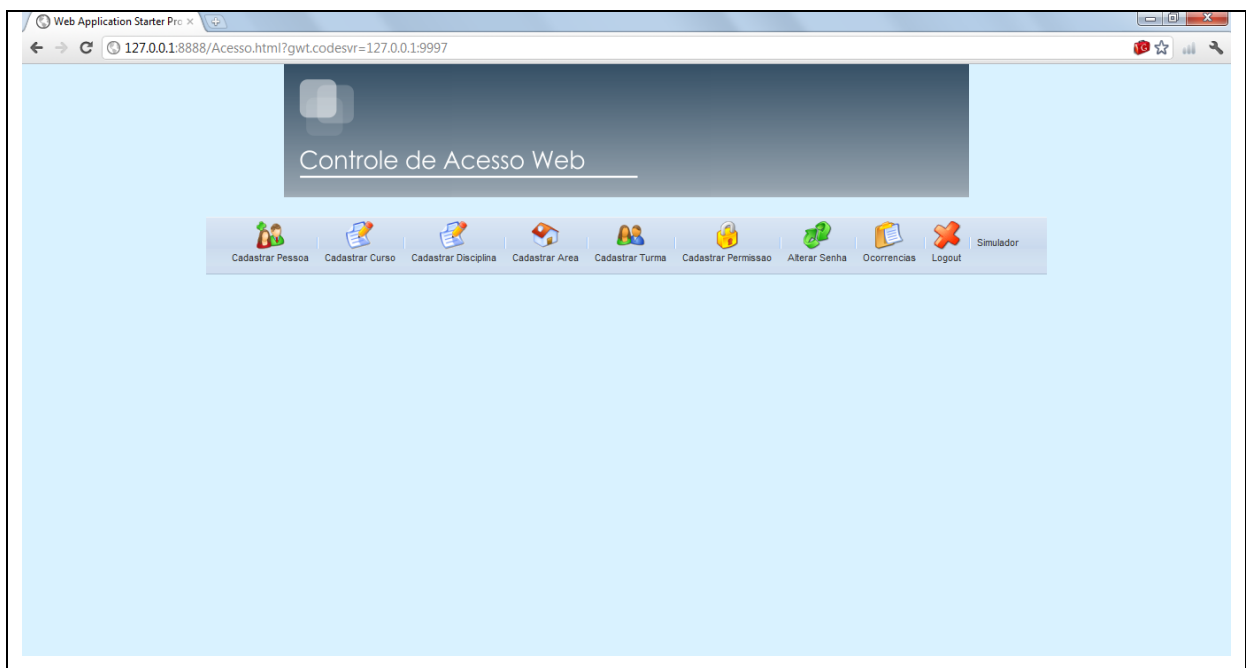 Web Application Starter Pro
127.0.0.1:8888/Acesso.html?gwt.codesvr=127.0.0.1:9997
Controle de Acesso Web
Cadastrar Pessoa Cadastrar Curso Cadastrar Disciplina Cadastrar Area Cadastrar Turma Cadastrar Permissao Alterar Senha Ocorrencias Logout Simulador